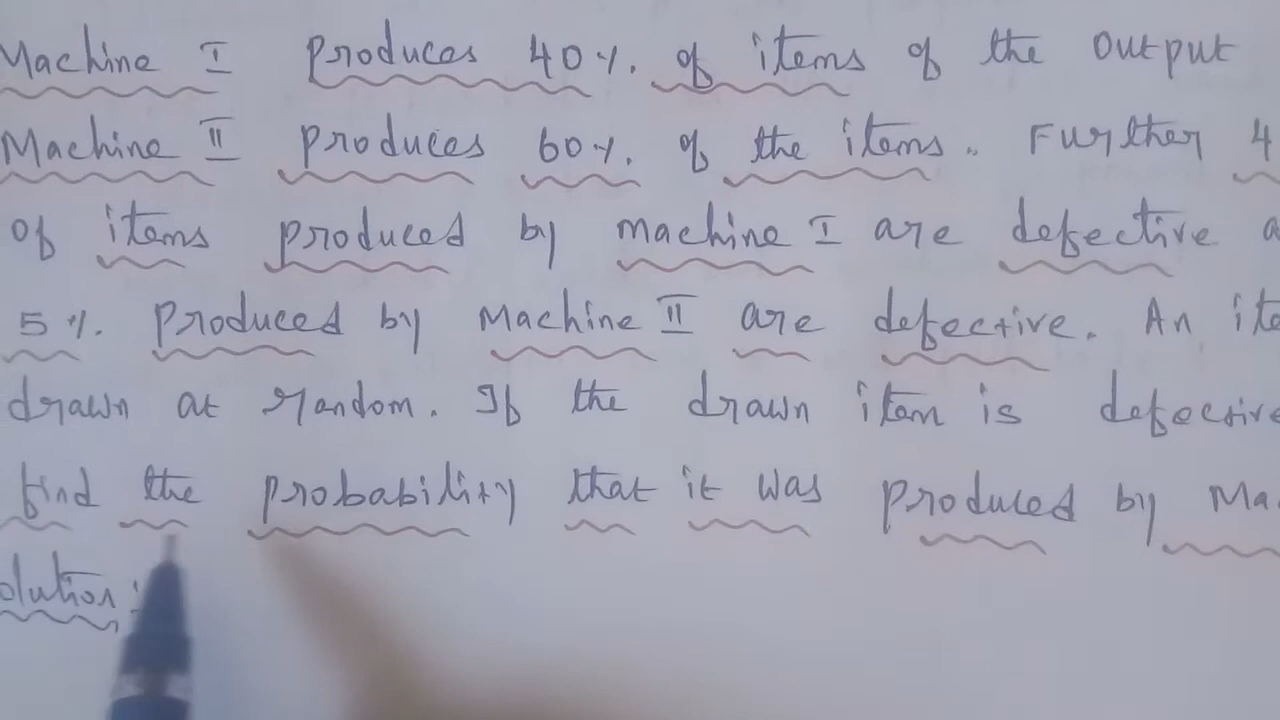 Machine I produces 40%. of items of the output
Machine II produces 60%. of the items. Further 4
of items produced by machine I are defective a
5%. produced by Machine II are defective. An ite
drawn at random. If the drawn item is defective
find the probability that it was produced by Ma
olution: